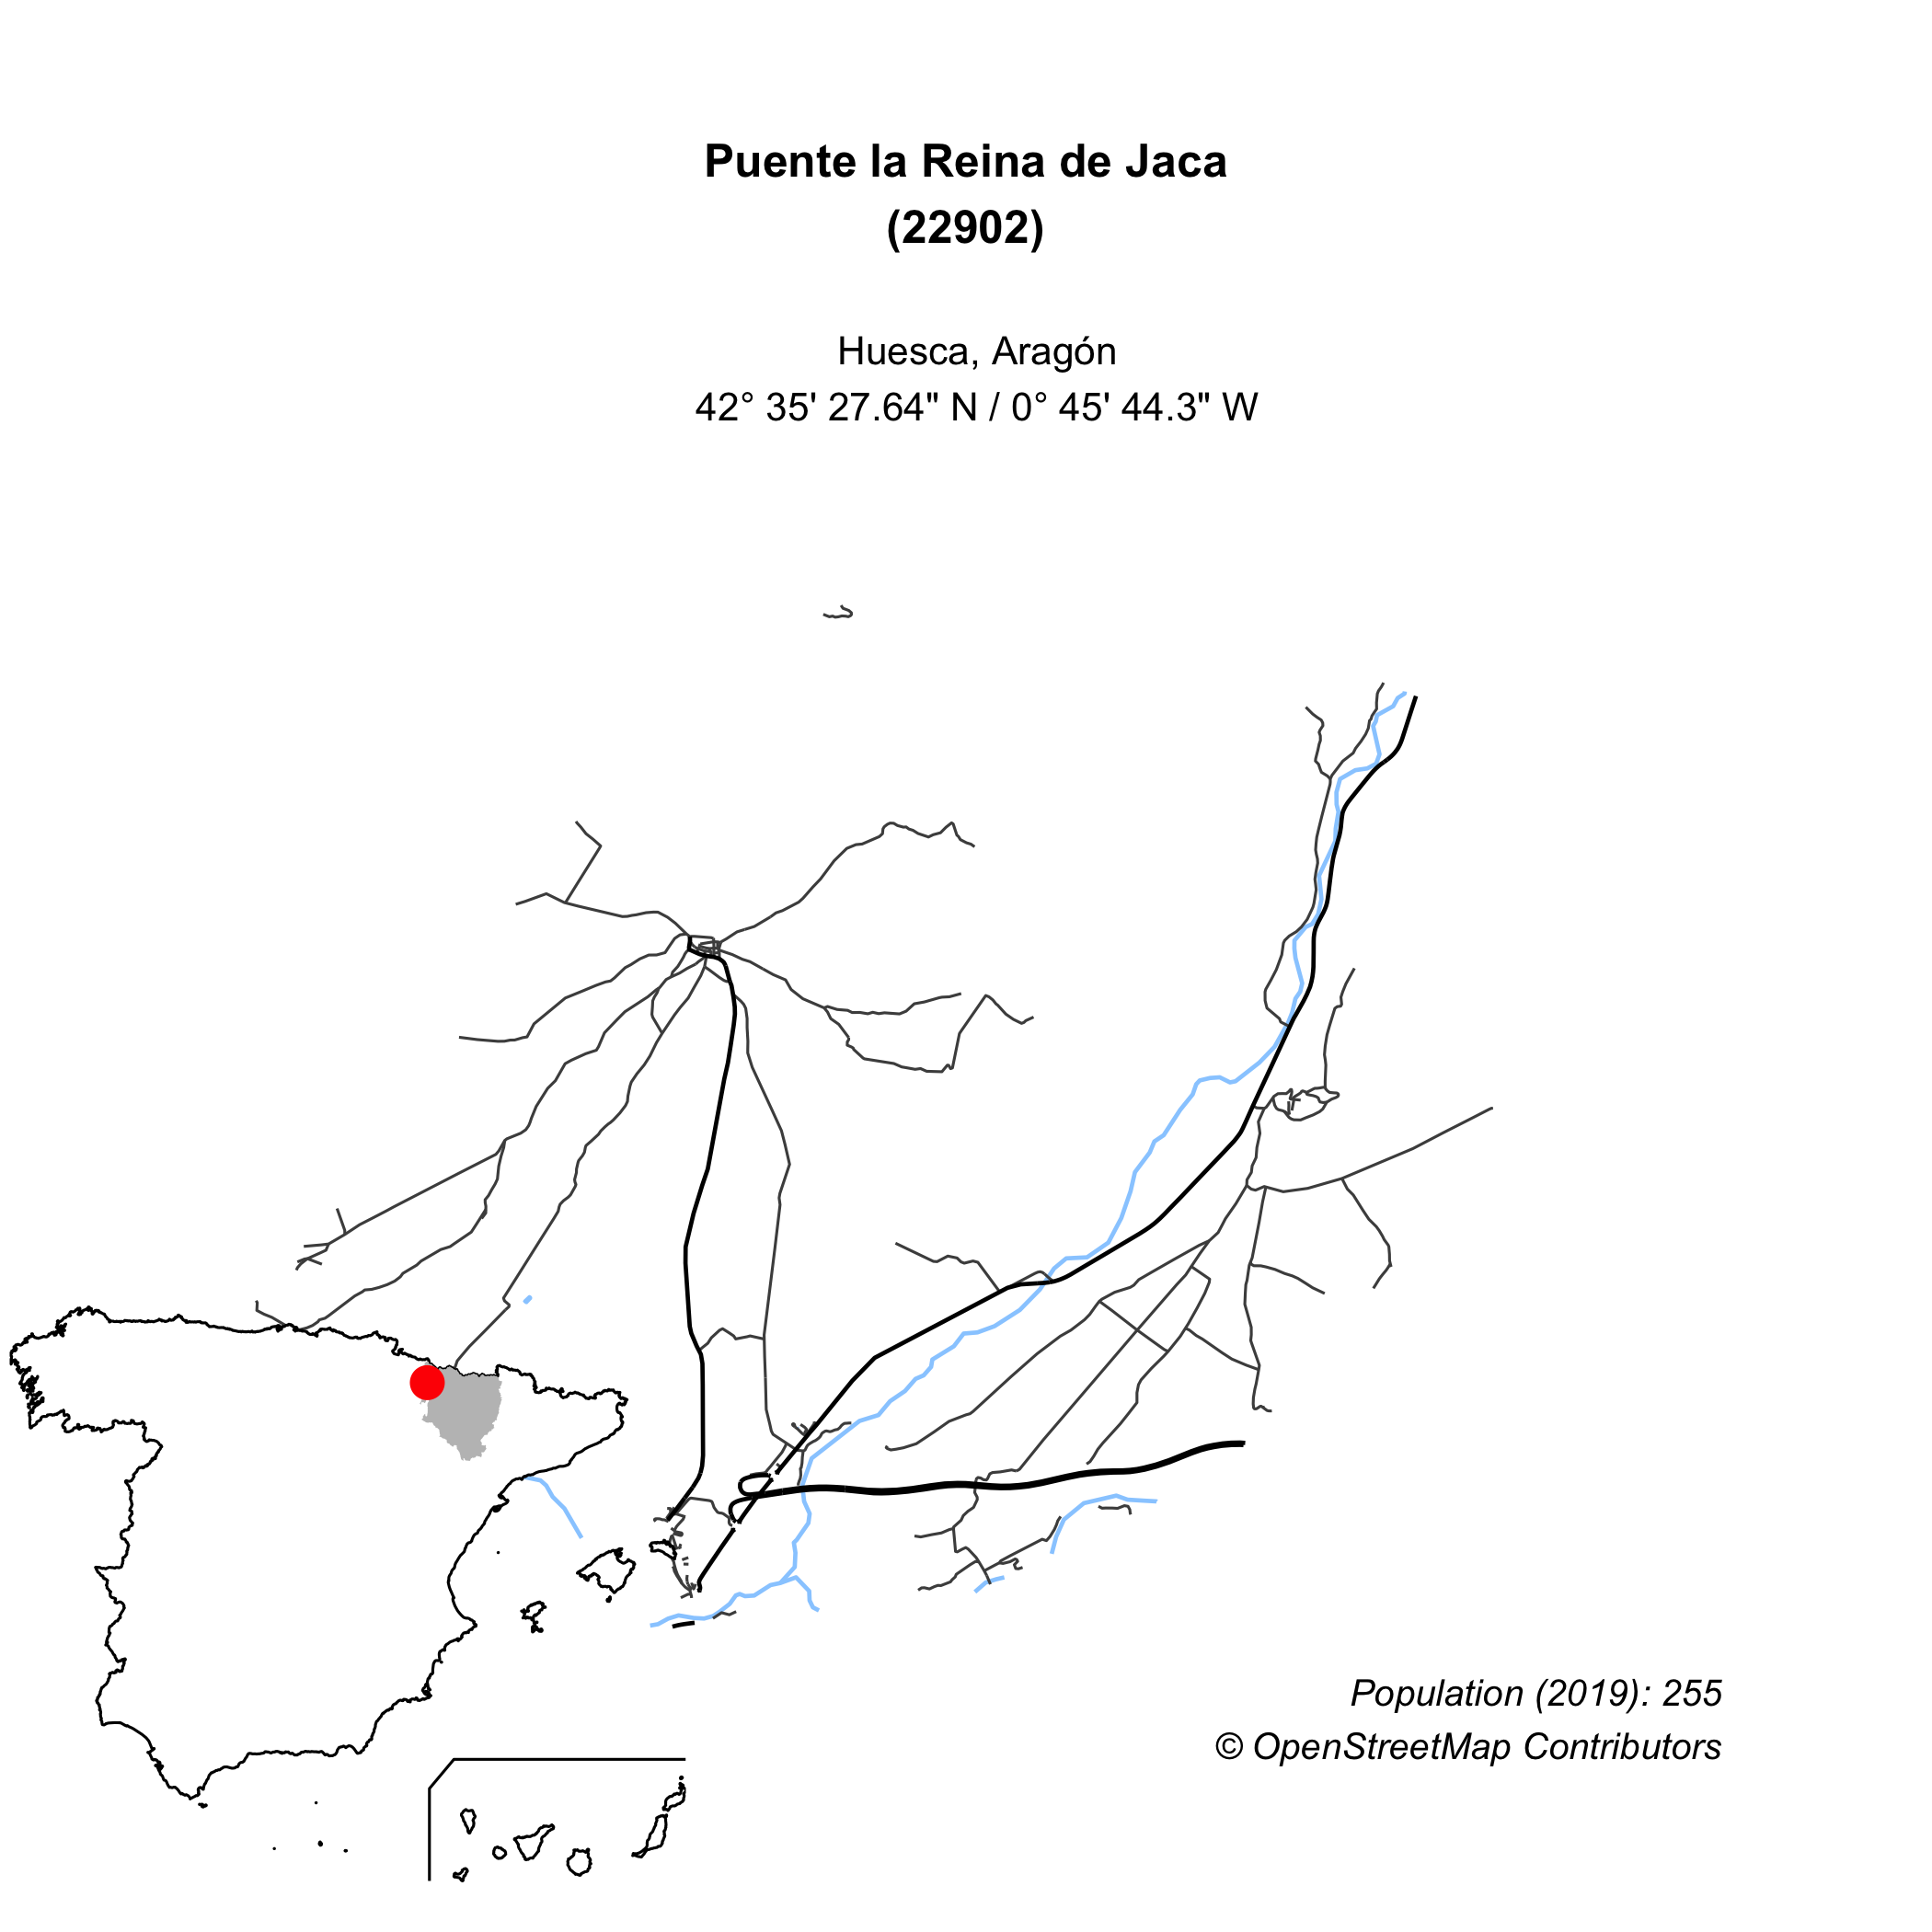 Puente la Reina de Jaca
(22902)
Huesca, Aragón
42° 35' 27.64" N / 0° 45' 44.3" W
Population (2019): 255
© OpenStreetMap Contributors